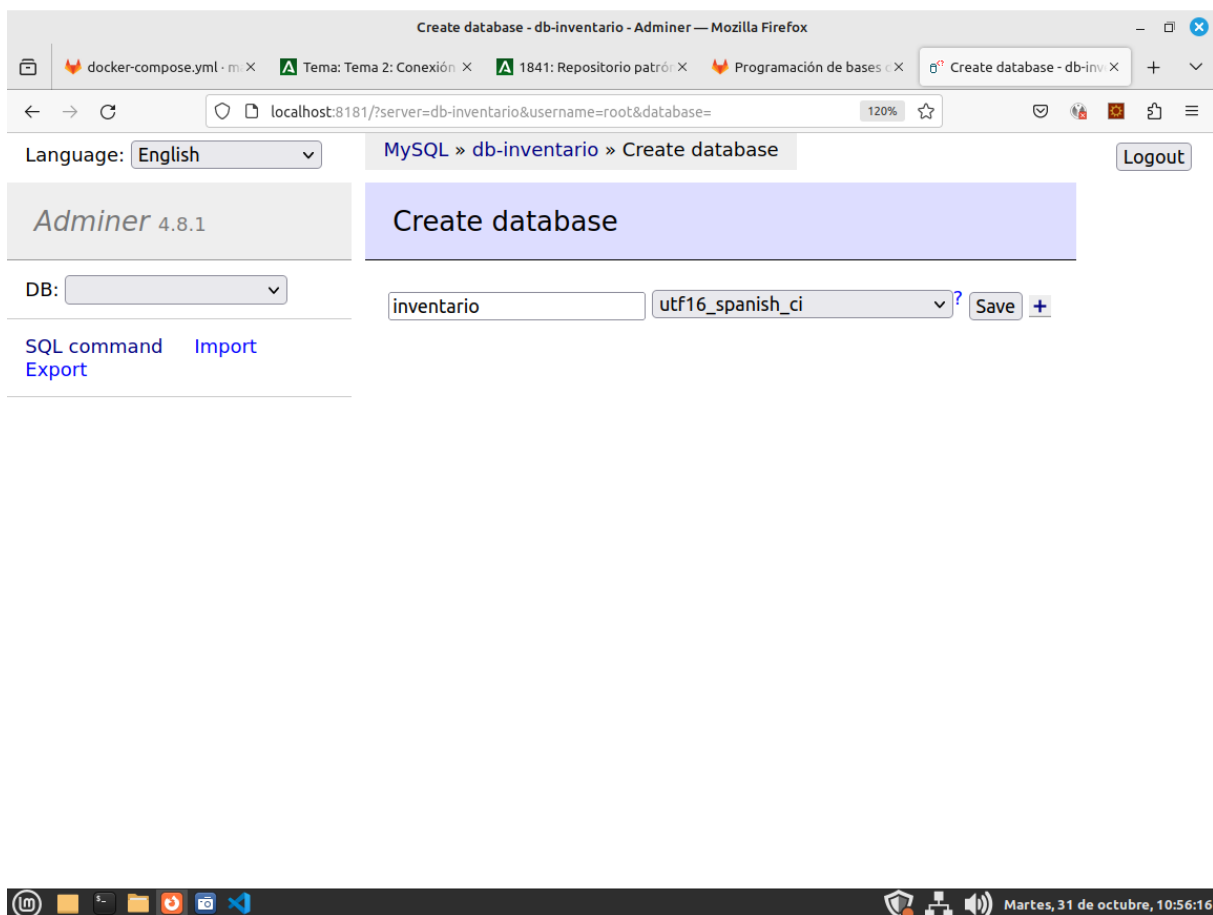 Create database - db-inventario - Adminer — Mozilla Firefox
docker-compose.yml · m
Tema: Tema 2: Conexión
1841: Repositorio patró
Programación de bases
Create database - db-inv
localhost:8181/?server=db-inventario&username=root&database=
120%
Language: English
MySQL » db-inventario » Create database
Logout
Adminer 4.8.1
Create database
DB:
inventario utf16_spanish_ci ? Save +
SQL command Import
Export
Martes, 31 de octubre, 10:56:16